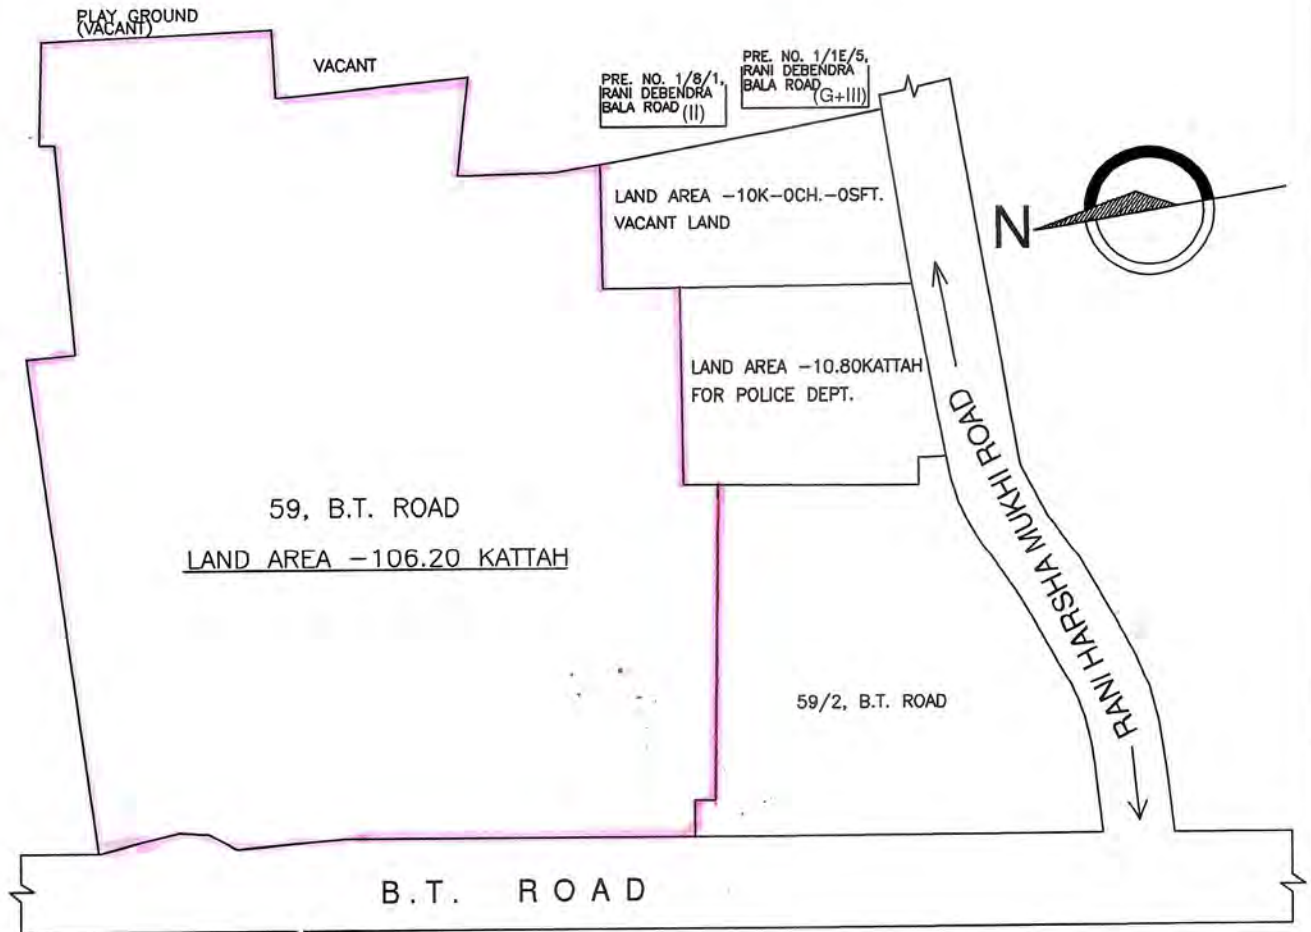 PLAY GROUND
(VACANT)
VACANT
PRE. NO. 1/8/1,
RANI DEBENDRA
BALA ROAD (II)
PRE. NO. 1/1E/5,
RANI DEBENDRA
BALA ROAD
(G+III)
LAND AREA -10K-0CH.-0SFT.
VACANT LAND
N
LAND AREA -10.80KATTAH
FOR POLICE DEPT.
RANI HARSHA MUKHI ROAD
59, B.T. ROAD
LAND AREA -106.20 KATTAH
59/2, B.T. ROAD
B.T. ROAD